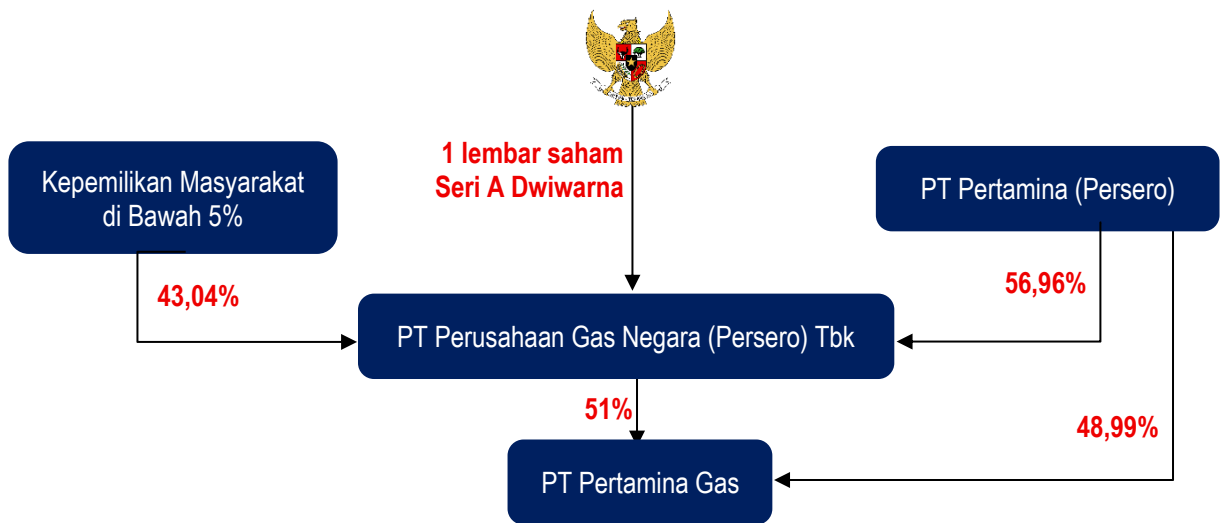 1 lembar saham
Seri A Dwiwarna
Kepemilikan Masyarakat
di Bawah 5%
PT Pertamina (Persero)
43,04%
56,96%
PT Perusahaan Gas Negara (Persero) Tbk
51%
48,99%
PT Pertamina Gas